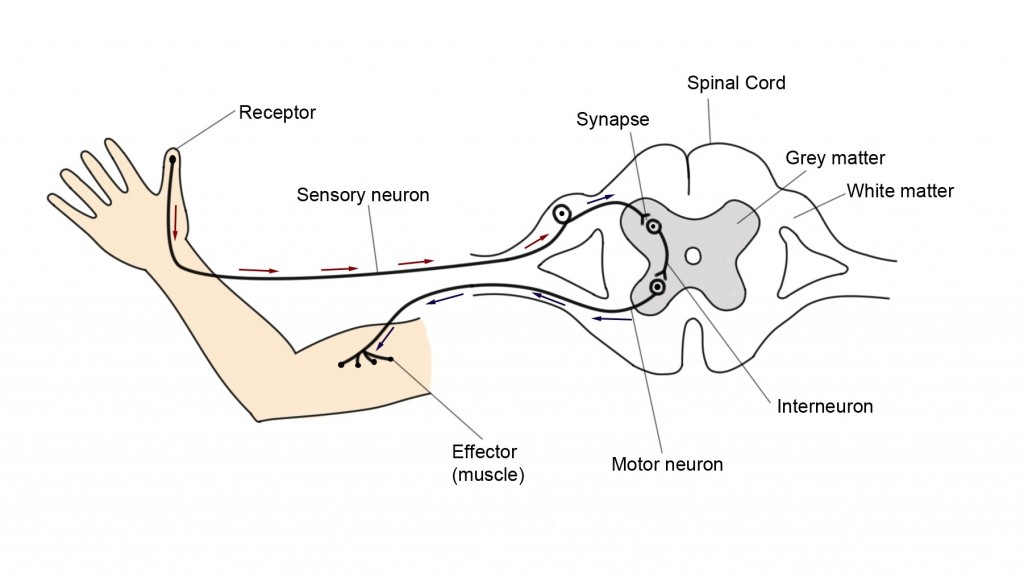 Spinal Cord
Receptor
Synapse
Grey matter
White matter
Sensory neuron
Interneuron
Effector
(muscle)
Motor neuron